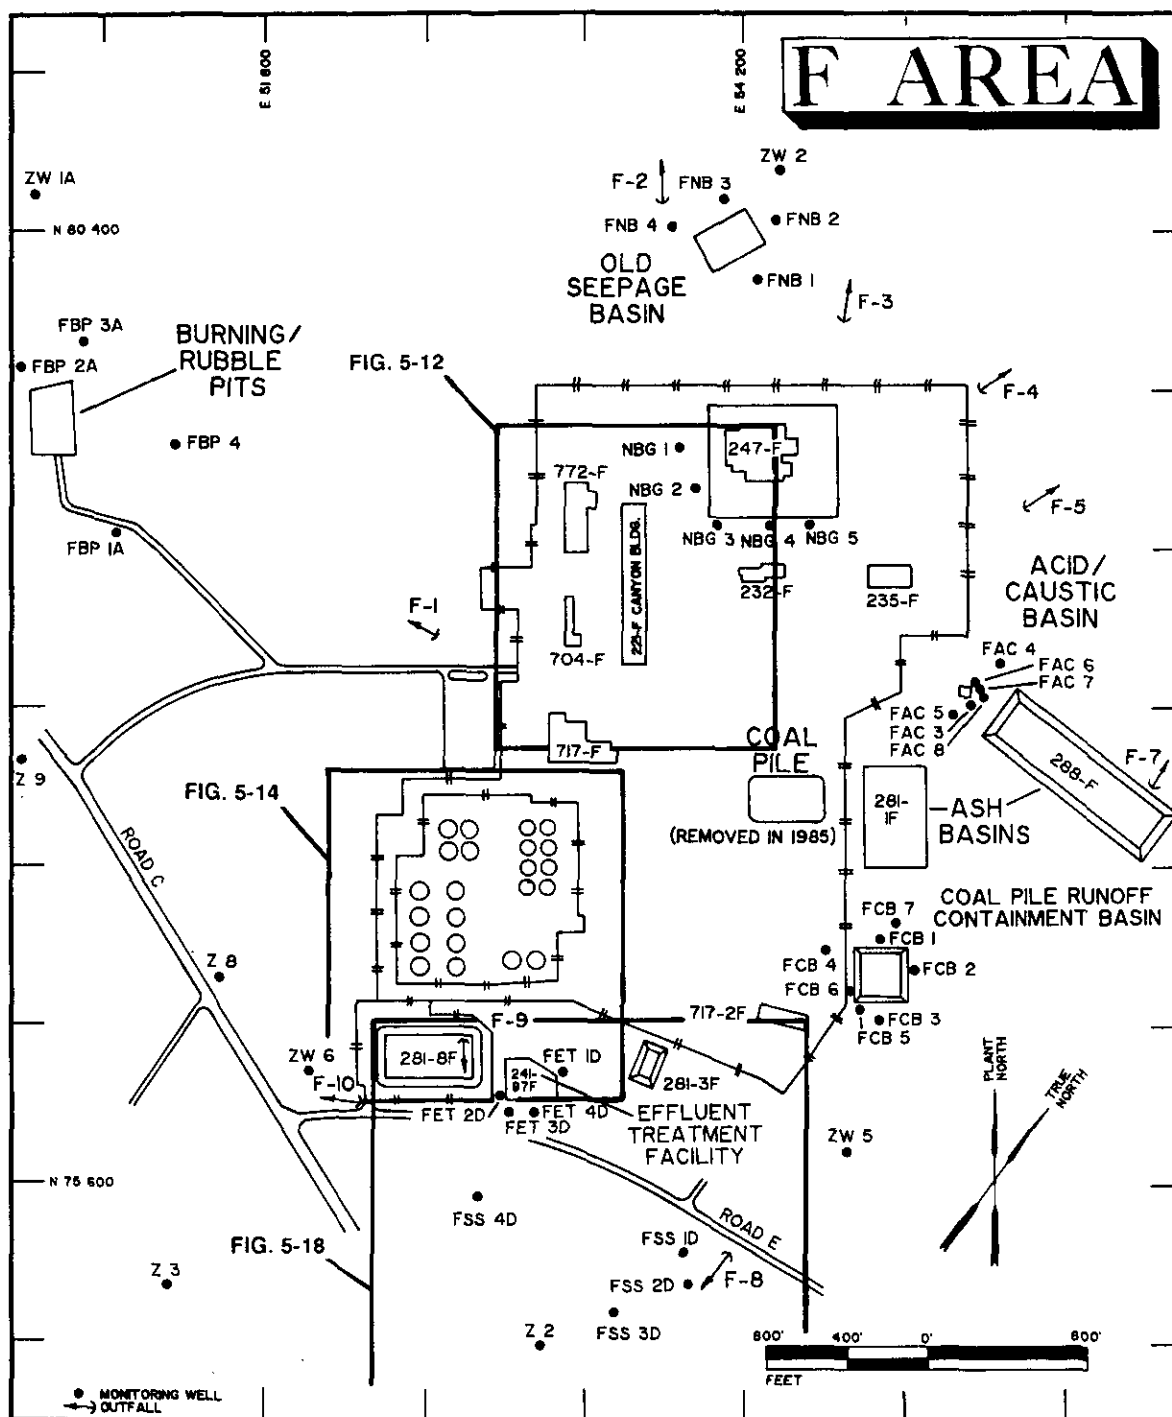 E 51 600
E 54 200
F AREA
ZW 1A
N 80 400
F-2
FNB 3
ZW 2
FNB 4
FNB 2
OLD
SEEPAGE
BASIN
FNB 1
F-3
FBP 3A
FBP 2A
BURNING/
RUBBLE
PITS
FIG. 5-12
F-4
FBP 4
NBG 1
247-F
772-F
NBG 2
F-5
FBP 1A
NBG 3
NBG 4
NBG 5
221-F CANYON BLDG.
232-F
235-F
ACID/
CAUSTIC
BASIN
F-1
704-F
FAC 4
FAC 6
FAC 7
FAC 5
FAC 3
FAC 8
717-F
COAL
PILE
(REMOVED IN 1985)
288-F
F-7
Z 9
FIG. 5-14
281-
1F
ASH
BASINS
ROAD C
COAL PILE RUNOFF
CONTAINMENT BASIN
FCB 7
FCB 1
FCB 4
FCB 2
Z 8
FCB 6
FCB 3
FCB 5
717-2F
F-9
281-8F
FET 1D
241-
87F
281-3F
ZW 6
F-10
FET 2D
FET 4D
FET 3D
EFFLUENT
TREATMENT
FACILITY
PLANT
NORTH
TRUE
NORTH
ZW 5
N 75 600
FSS 4D
ROAD E
FIG. 5-18
FSS 1D
F-8
FSS 2D
Z 3
FSS 3D
Z 2
800'
400'
0'
800'
FEET
MONITORING WELL
OUTFALL